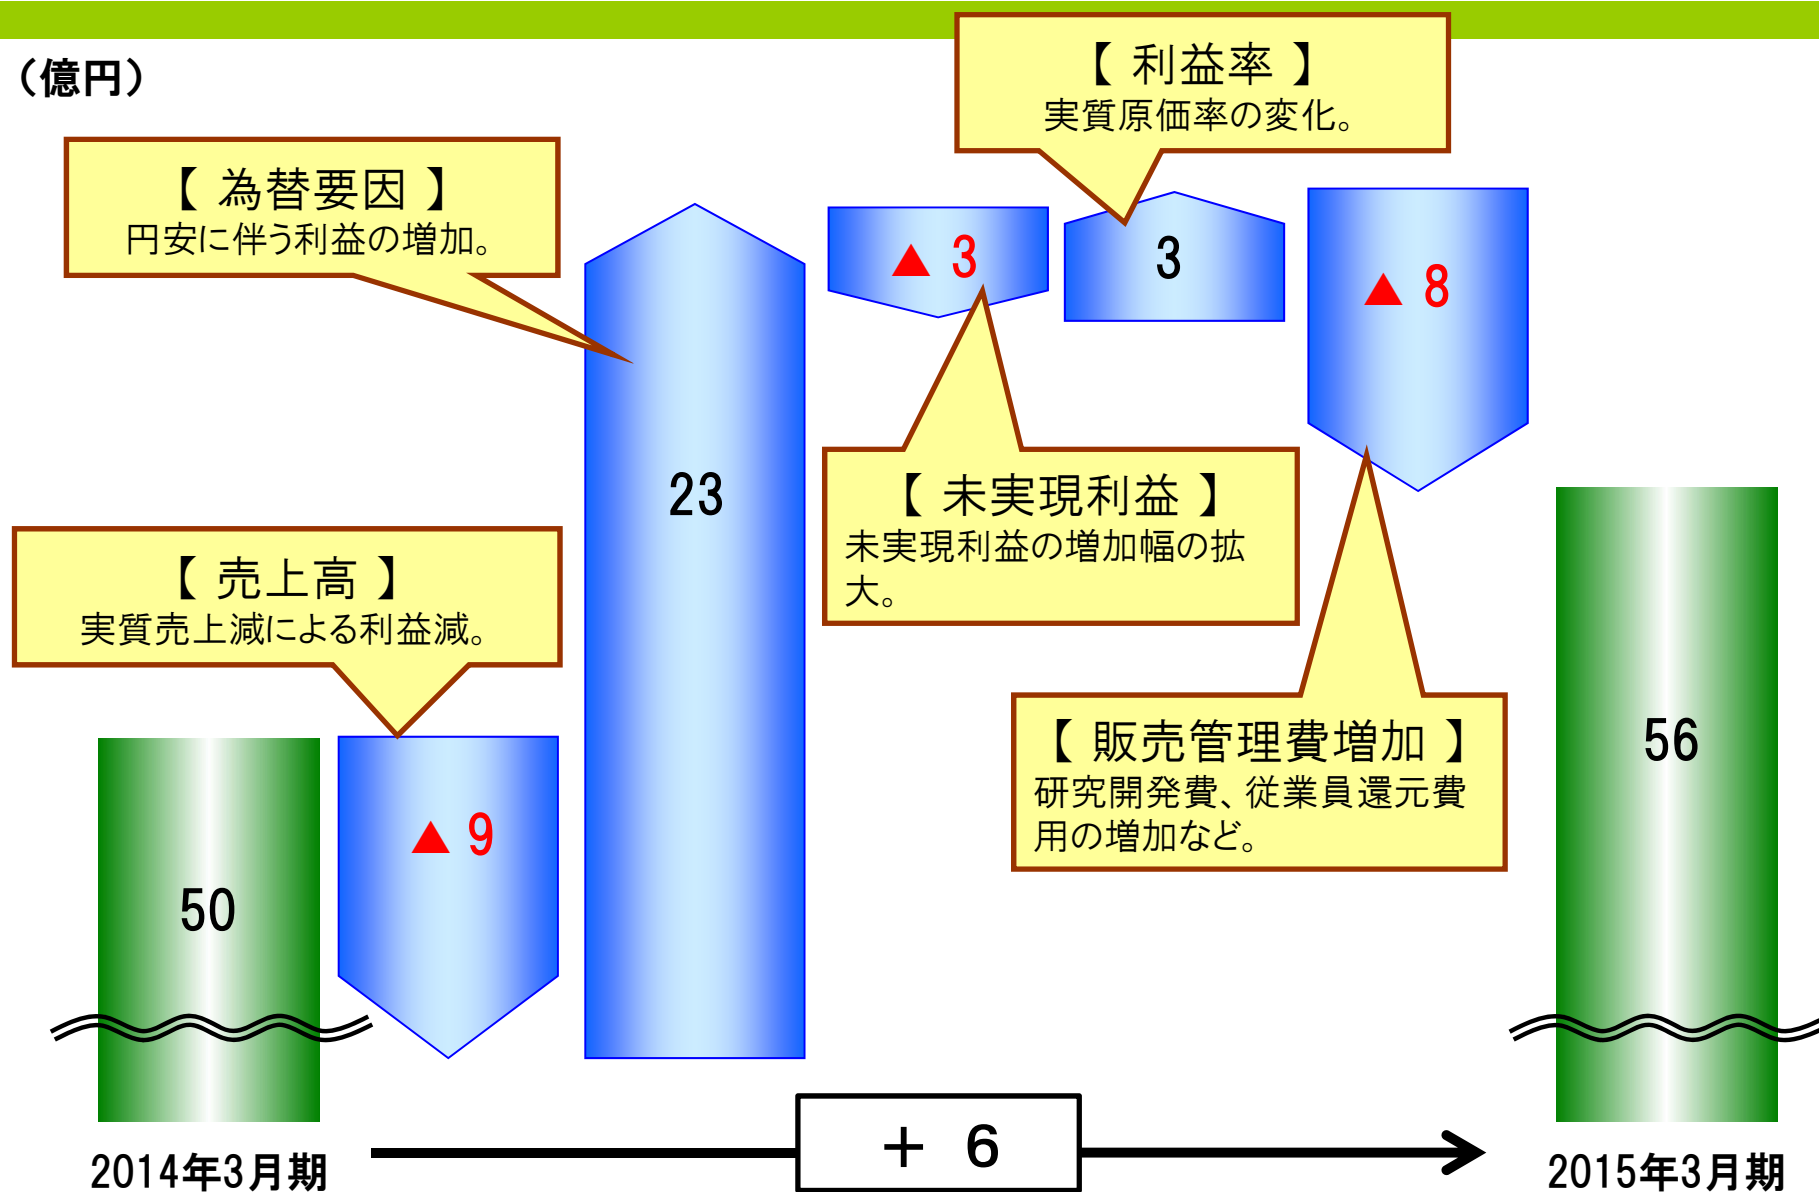 （億円）
【 利益率 】
実質原価率の変化。
【 為替要因 】
円安に伴う利益の増加。
▲ 3
3
▲ 8
23
【 未実現利益 】
未実現利益の増加幅の拡
大。
【 売上高 】
実質売上減による利益減。
【 販売管理費増加 】
研究開発費、従業員還元費
用の増加など。
▲ 9
50
56
＋ 6
2014年3月期
2015年3月期